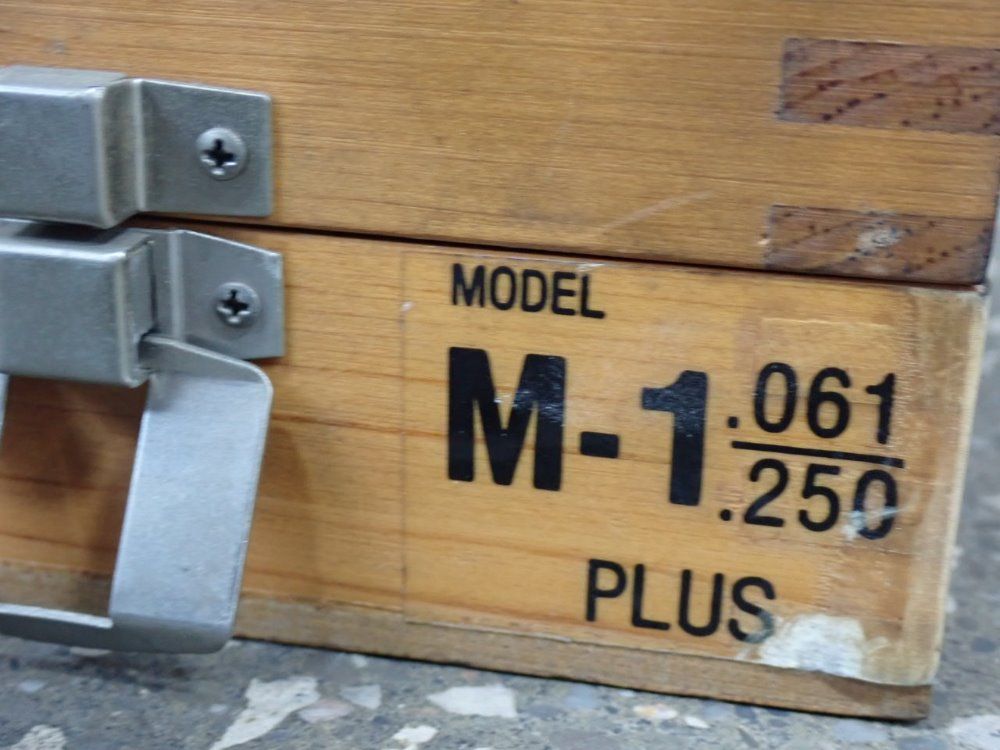 MODEL
M-1 .061
.250
PLUS